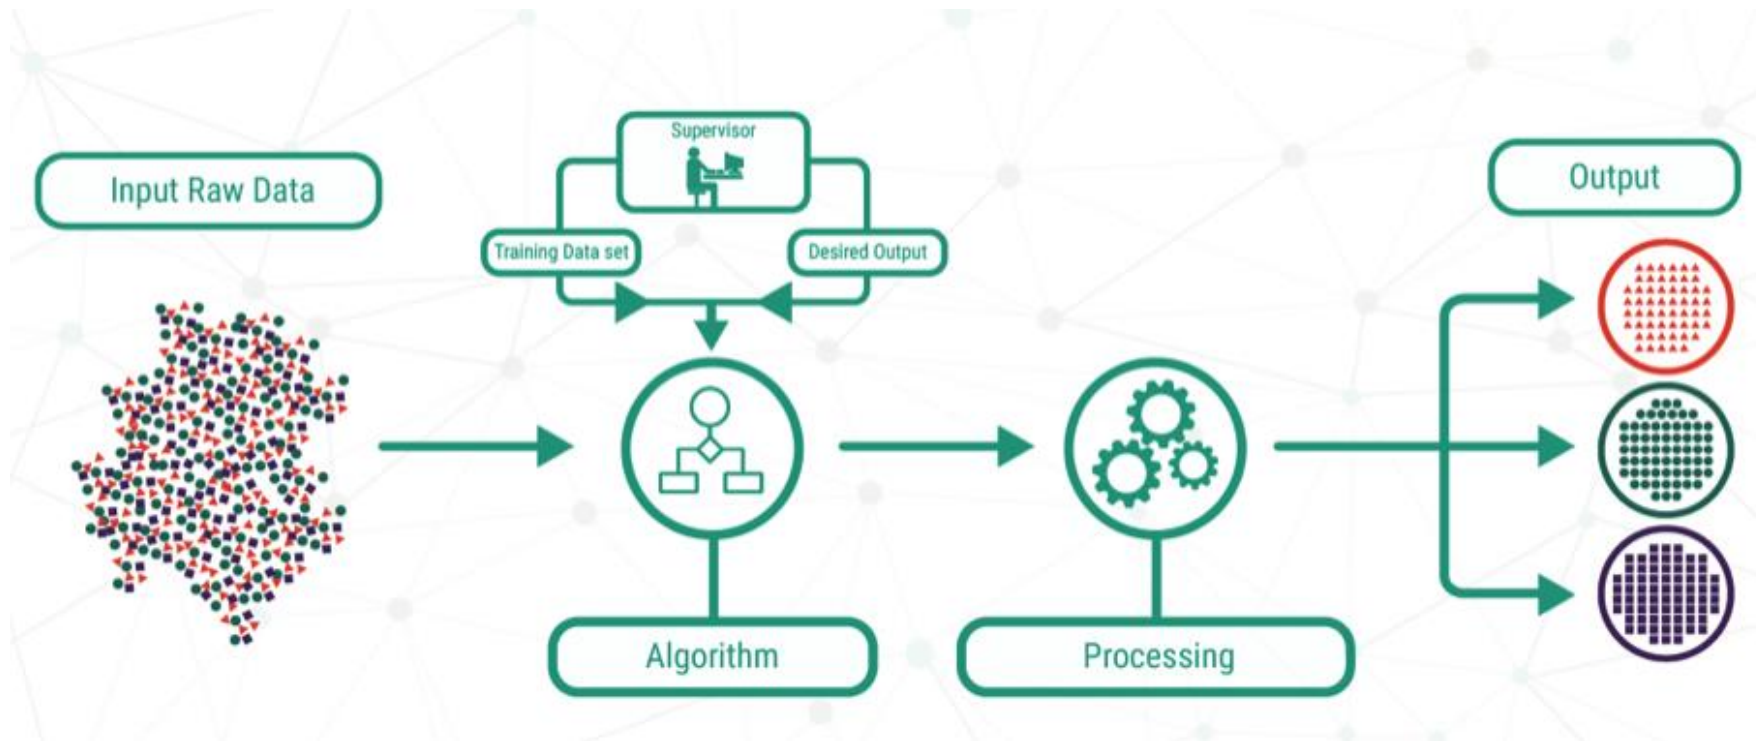 Input Raw Data
Supervisor
Training Data set
Desired Output
Algorithm
Processing
Output